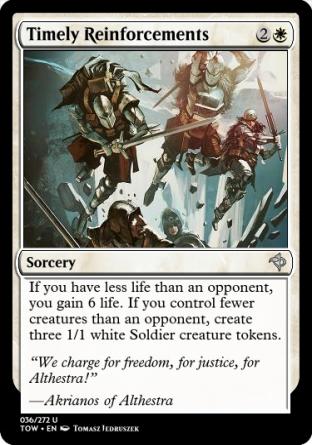 Timely Reinforcements 2
Sorcery
If you have less life than an opponent,
you gain 6 life. If you control fewer
creatures than an opponent, create
three 1/1 white Soldier creature tokens.
“We charge for freedom, for justice, for
Althestra!”
—Akrianos of Althestra
036/272 U
TOW • EN Tomasz Jedruszek